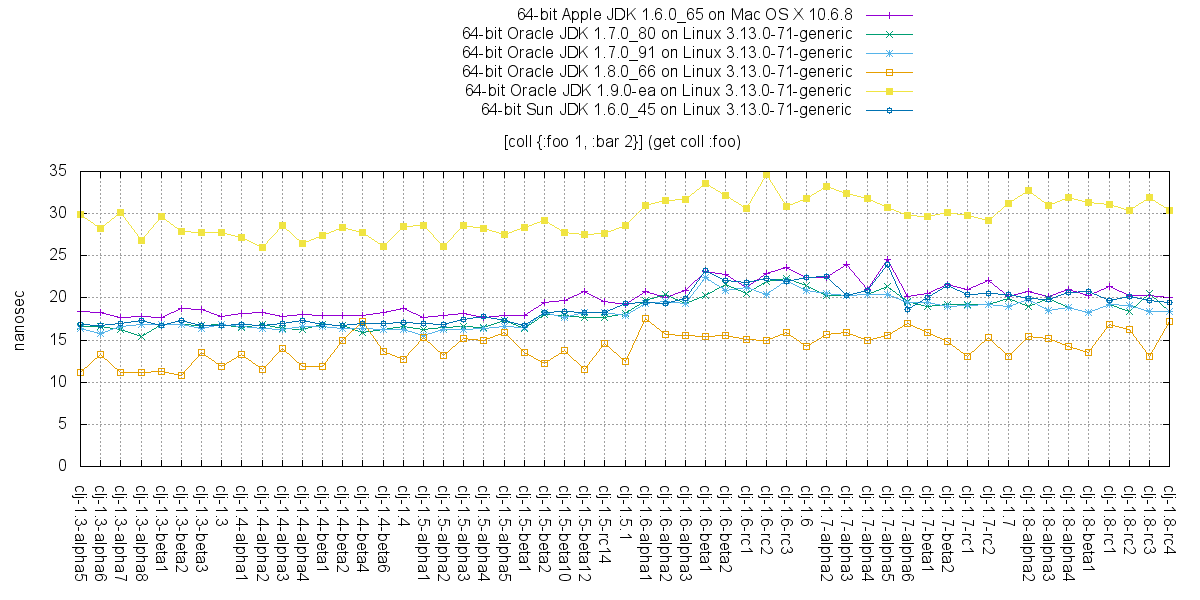 64-bit Apple JDK 1.6.0_65 on Mac OS X 10.6.8
64-bit Oracle JDK 1.7.0_80 on Linux 3.13.0-71-generic
64-bit Oracle JDK 1.7.0_91 on Linux 3.13.0-71-generic
64-bit Oracle JDK 1.8.0_66 on Linux 3.13.0-71-generic
64-bit Oracle JDK 1.9.0-ea on Linux 3.13.0-71-generic
64-bit Sun JDK 1.6.0_45 on Linux 3.13.0-71-generic
[coll {:foo 1, :bar 2}] (get coll :foo)
35
30
25
20
15
10
5
0
nanosec
clj-1.3-alpha5
clj-1.3-alpha6
clj-1.3-alpha7
clj-1.3-alpha8
clj-1.3-beta1
clj-1.3-beta2
clj-1.3-beta3
clj-1.3
clj-1.4-alpha1
clj-1.4-alpha2
clj-1.4-alpha3
clj-1.4-alpha4
clj-1.4-beta1
clj-1.4-beta2
clj-1.4-beta4
clj-1.4-beta6
clj-1.4
clj-1.5-alpha1
clj-1.5-alpha2
clj-1.5-alpha3
clj-1.5-alpha4
clj-1.5-alpha5
clj-1.5-beta1
clj-1.5-beta2
clj-1.5-beta10
clj-1.5-beta12
clj-1.5-rc14
clj-1.5.1
clj-1.6-alpha1
clj-1.6-alpha2
clj-1.6-alpha3
clj-1.6-beta1
clj-1.6-beta2
clj-1.6-rc1
clj-1.6-rc2
clj-1.6-rc3
clj-1.6
clj-1.7-alpha2
clj-1.7-alpha3
clj-1.7-alpha4
clj-1.7-alpha5
clj-1.7-alpha6
clj-1.7-beta1
clj-1.7-beta2
clj-1.7-rc1
clj-1.7-rc2
clj-1.7
clj-1.8-alpha2
clj-1.8-alpha3
clj-1.8-alpha4
clj-1.8-beta1
clj-1.8-rc1
clj-1.8-rc2
clj-1.8-rc3
clj-1.8-rc4